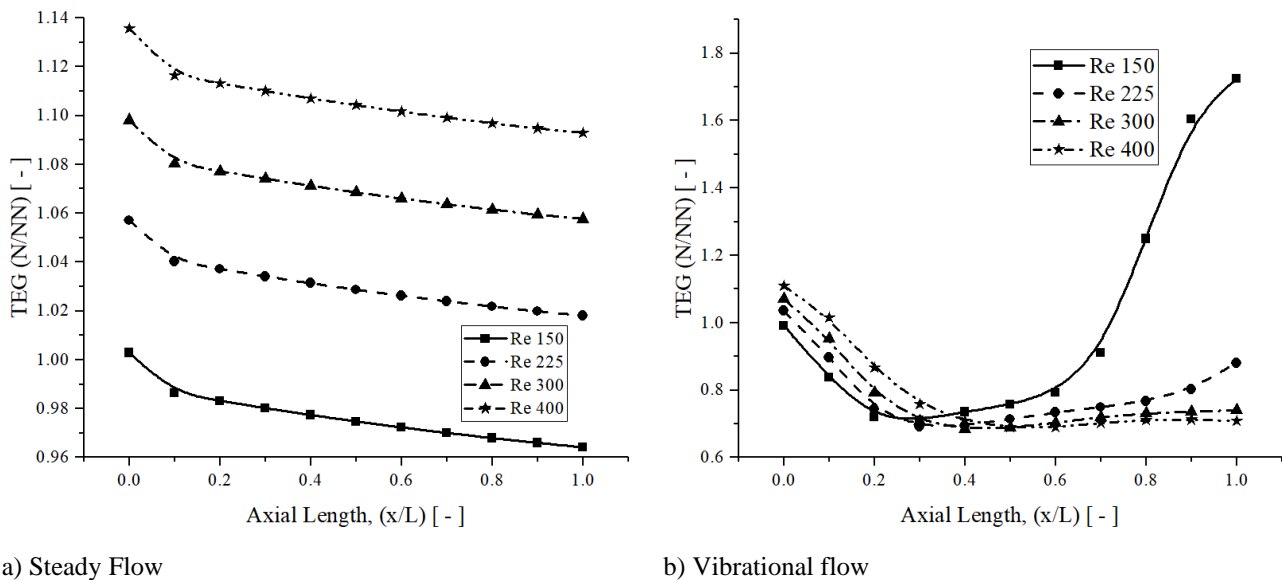 1.14
1.12
1.10
1.08
1.06
1.04
1.02
1.00
0.98
0.96
TEG (N/NN) [ - ]
0.0 0.2 0.4 0.6 0.8 1.0
Axial Length, (x/L) [ - ]
Re 150
Re 225
Re 300
Re 400
a) Steady Flow
1.8
1.6
1.4
1.2
1.0
0.8
0.6
TEG (N/NN) [ - ]
0.0 0.2 0.4 0.6 0.8 1.0
Axial Length, (x/L) [ - ]
Re 150
Re 225
Re 300
Re 400
b) Vibrational flow